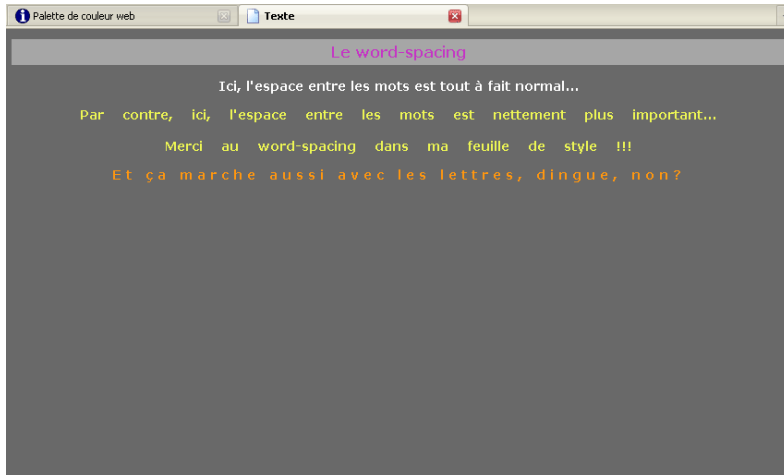 Palette de couleur web
Texte
Le word-spacing
Ici, l'espace entre les mots est tout à fait normal...
Par contre, ici, l'espace entre les mots est nettement plus important...
Merci au word-spacing dans ma feuille de style !!!
Et ça marche aussi avec les lettres, dingue, non?